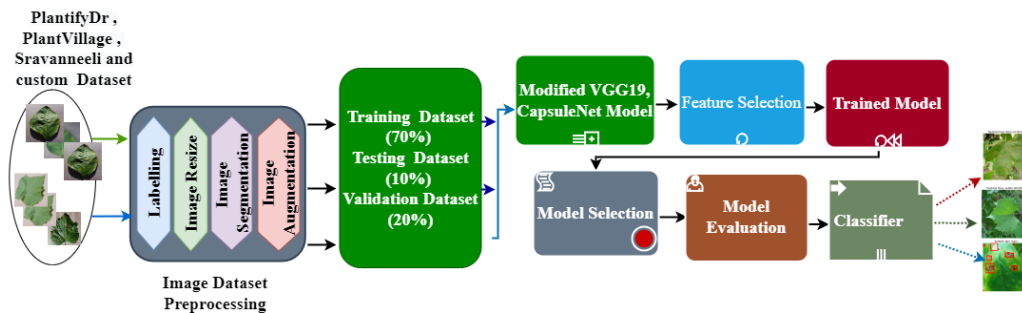 PlantifyDr ,
PlantVillage ,
Sravanneeli and
custom Dataset
Labelling
Image Resize
Image
Segmentation
Image
Augmentation
Image Dataset
Preprocessing
Training Dataset
(70%)
Testing Dataset
(10%)
Validation Dataset
(20%)
Modified VGG19,
CapsuleNet Model
Feature Selection
Trained Model
Model Selection
Model
Evaluation
Classifier